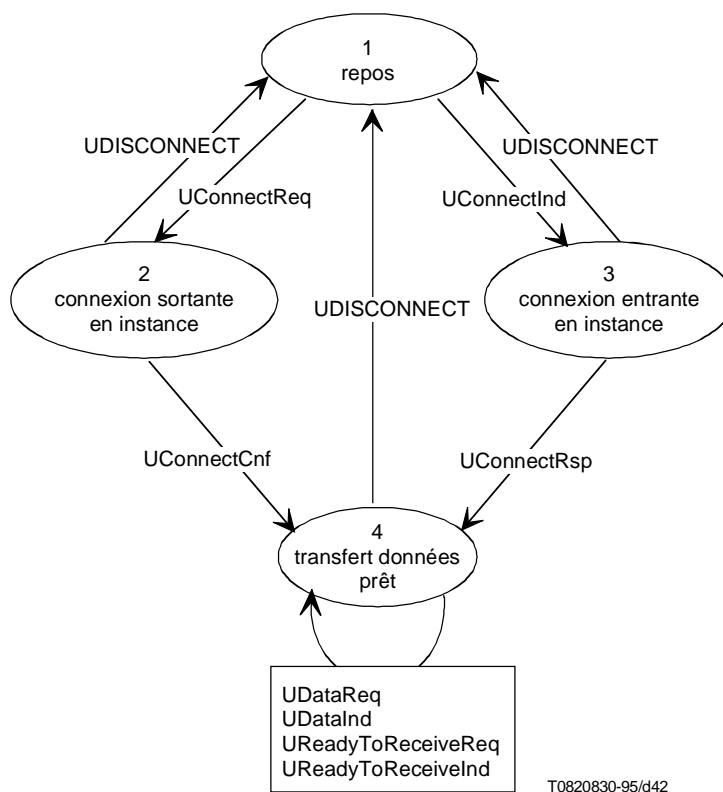 1
repos
UDISCONNECT
UDISCONNECT
UConnectReq
UConnectInd
2
connexion sortante
en instance
3
connexion entrante
en instance
UDISCONNECT
UConnectCnf
UConnectRsp
4
transfert données
prêt
UDataReq
UDataInd
UReadyToReceiveReq
UReadyToReceiveInd
T0820830-95/d42